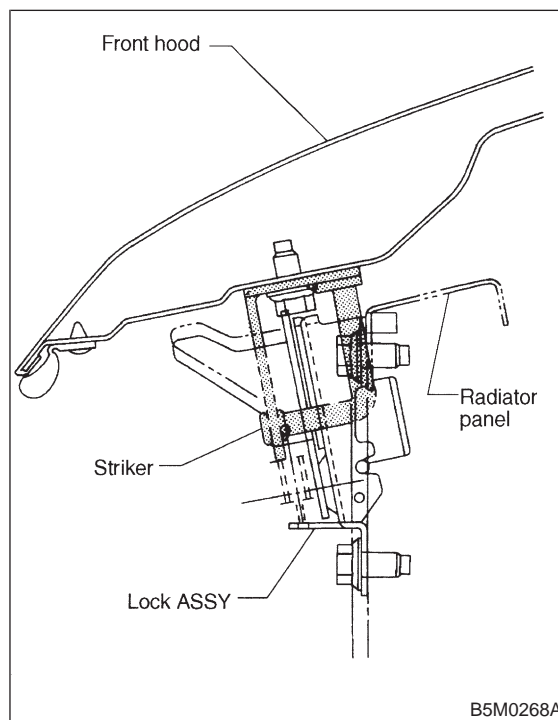 Front hood
Radiator
panel
Striker
Lock ASSY
B5M0268A